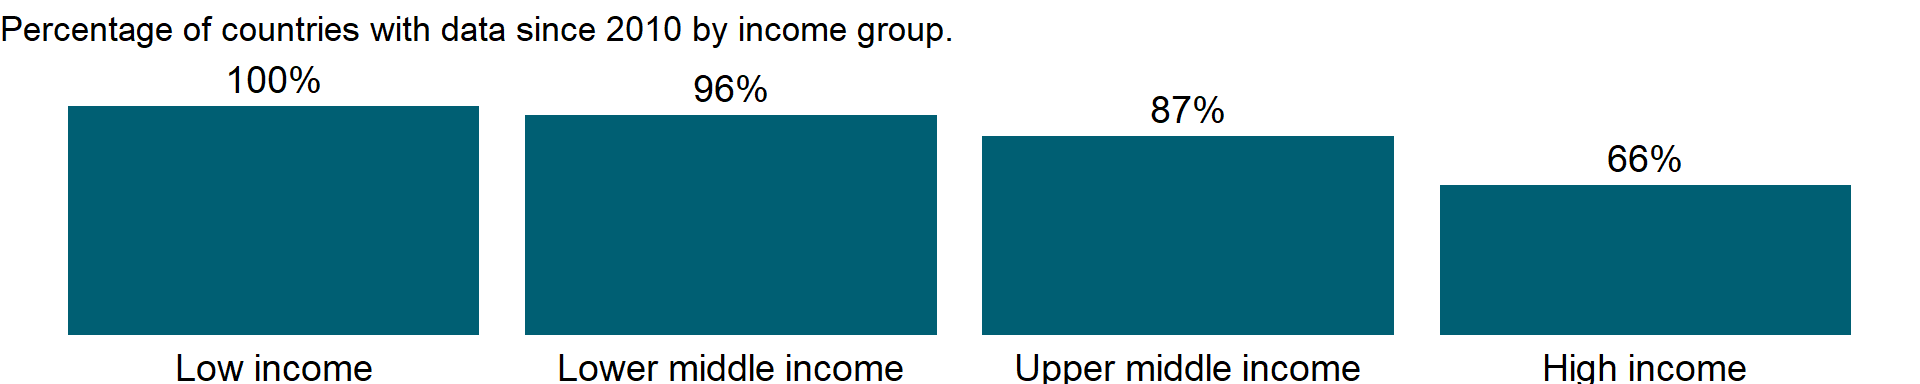 Percentage of countries with data since 2010 by income group.
100%
96%
87%
66%
Low income
Lower middle income
Upper middle income
High income